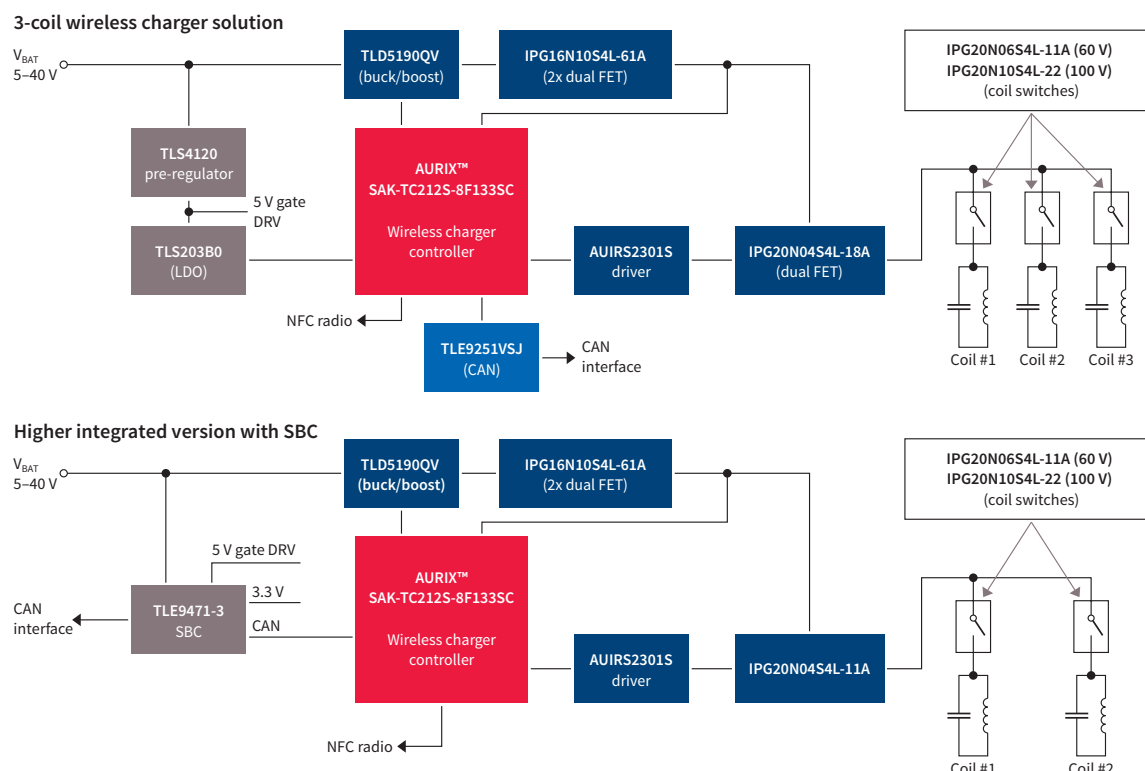 3-coil wireless charger solution
VBAT
5–40 V
TLD5190QV
(buck/boost)
IPG16N10S4L-61A
(2x dual FET)
IPG20N06S4L-11A (60 V)
IPG20N10S4L-22 (100 V)
(coil switches)
TLS4120
pre-regulator
5 V gate
DRV
TLS203B0
(LDO)
AURIX™
SAK-TC212S-8F133SC
Wireless charger
controller
AUIRS2301S
driver
IPG20N04S4L-18A
(dual FET)
NFC radio
TLE9251VSJ
(CAN)
CAN
interface
Coil #1
Coil #2
Coil #3
Higher integrated version with SBC
VBAT
5–40 V
TLD5190QV
(buck/boost)
IPG16N10S4L-61A
(2x dual FET)
IPG20N06S4L-11A (60 V)
IPG20N10S4L-22 (100 V)
(coil switches)
5 V gate DRV
3.3 V
CAN
CAN
interface
TLE9471-3
SBC
AURIX™
SAK-TC212S-8F133SC
Wireless charger
controller
AUIRS2301S
driver
IPG20N04S4L-11A
NFC radio
Coil #1
Coil #2